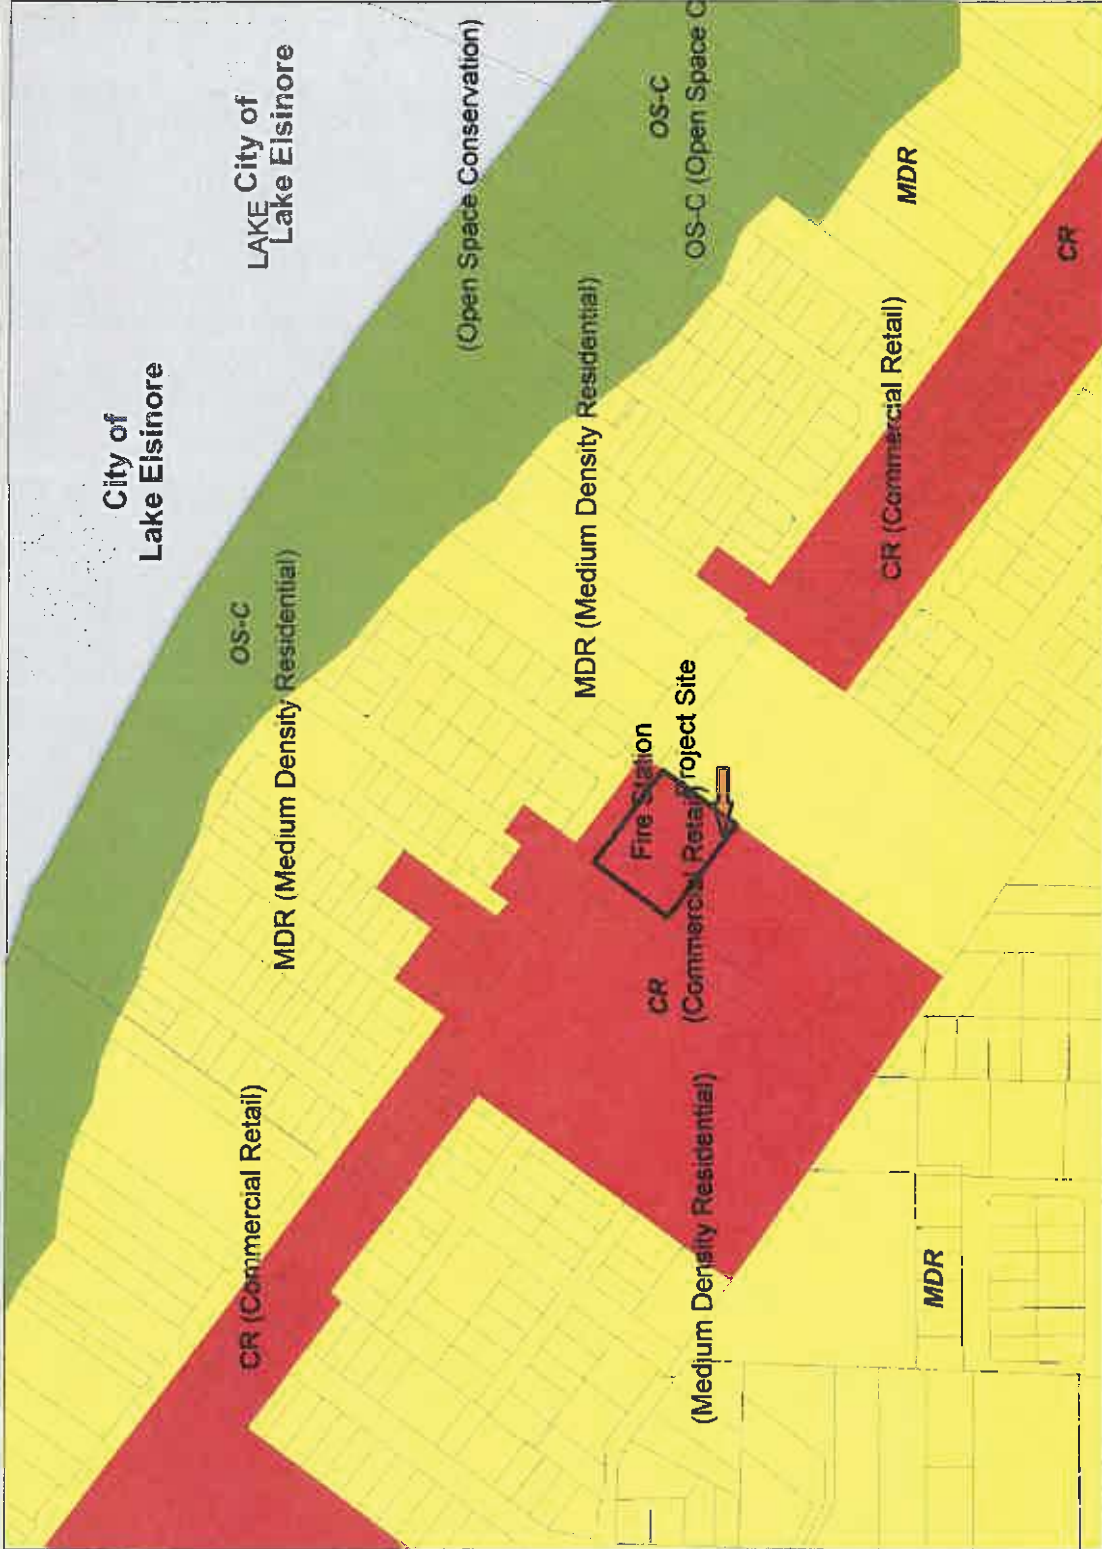 City of
Lake Elsinore
LAKE City of
Lake Elsinore
OS-C
(Open Space Conservation)
OS-C
OS-C (Open Space C
MDR (Medium Density Residential)
MDR (Medium Density Residential)
MDR
CR (Commercial Retail)
CR (Commercial Retail)
CR
Fire Station
Project Site
CR
(Commercial Retail)
(Medium Density Residential)
MDR